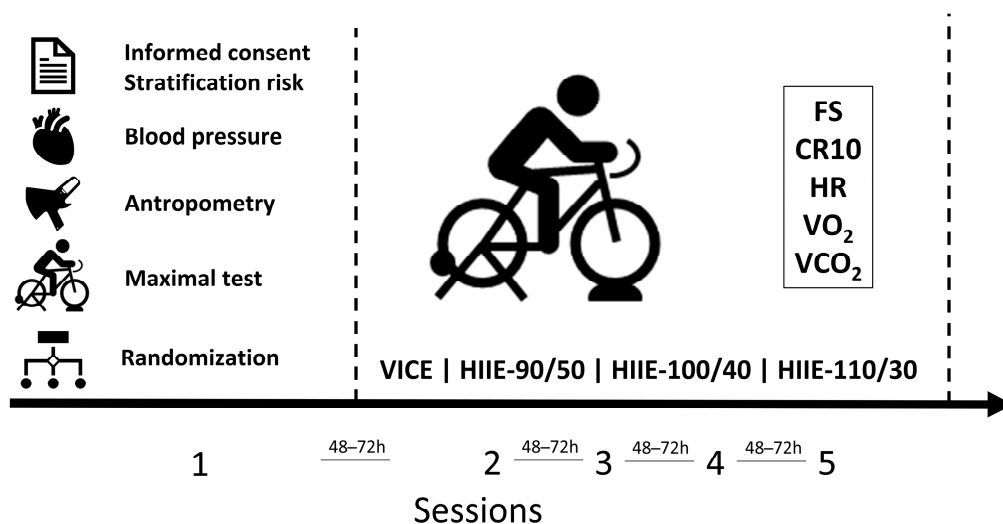 Informed consent
Stratification risk
Blood pressure
Antropometry
Maximal test
Randomization
FS
CR10
HR
VO₂
VCO₂
VICE | HIIE-90/50 | HIIE-100/40 | HIIE-110/30
1 48–72h 2 48–72h 3 48–72h 4 48–72h 5
Sessions